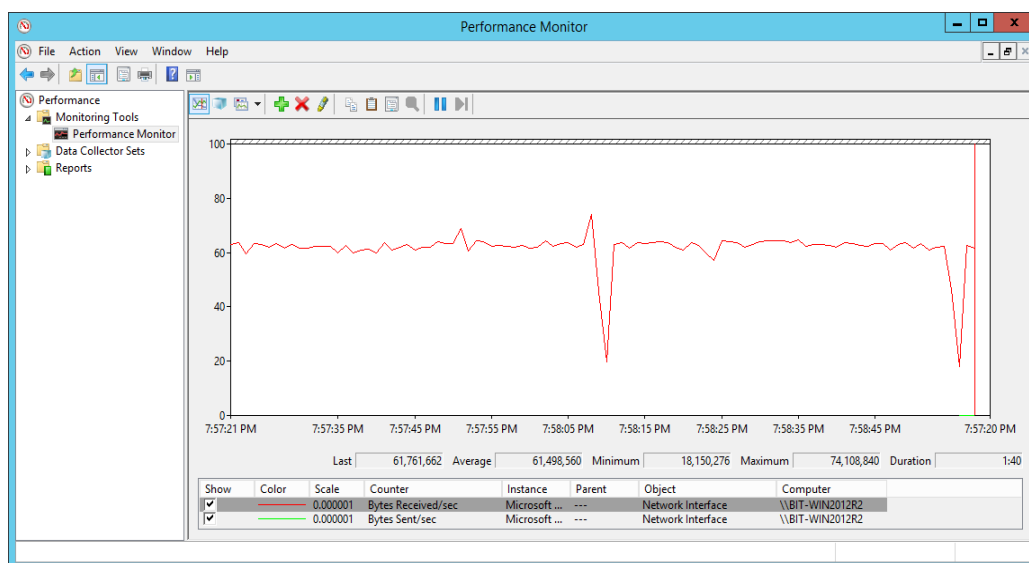 Performance Monitor
File Action View Window Help
Performance
Monitoring Tools
Performance Monitor
Data Collector Sets
Reports
100
80
60
40
20
0
7:57:21 PM 7:57:35 PM 7:57:45 PM 7:57:55 PM 7:58:05 PM 7:58:15 PM 7:58:25 PM 7:58:35 PM 7:58:45 PM 7:57:20 PM
Last 61,761,662 Average 61,498,560 Minimum 18,150,276 Maximum 74,108,840 Duration 1:40
Show Color Scale Counter Instance Parent Object Computer
0.000001 Bytes Received/sec Microsoft ... --- Network Interface \\BIT-WIN2012R2
0.000001 Bytes Sent/sec Microsoft ... --- Network Interface \\BIT-WIN2012R2